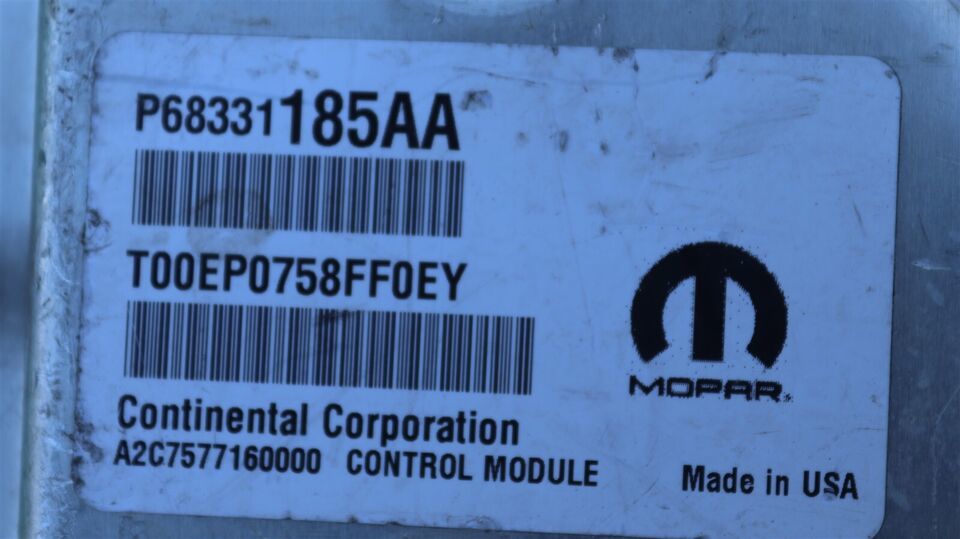 P68331185AA
T00EP0758FF0EY
MOPAR
Continental Corporation
A2C7577160000 CONTROL MODULE
Made in USA